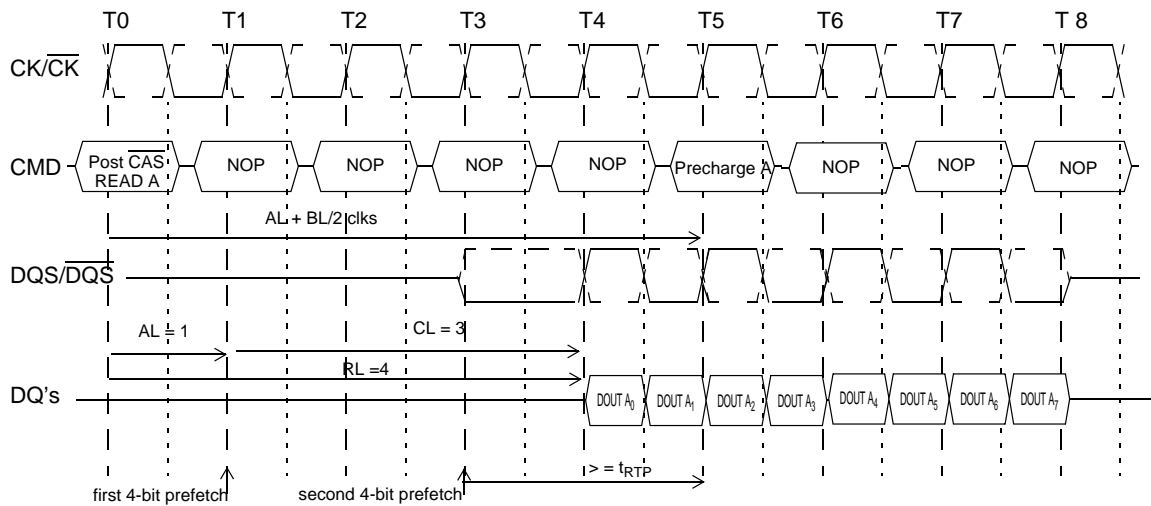 T0 T1 T2 T3 T4 T5 T6 T7 T 8
CK/CK
CMD
Post CAS
READ A
NOP
NOP
NOP
NOP
Precharge A
NOP
NOP
NOP
AL + BL/2 clks
DQS/DQS
AL = 1
CL = 3
RL =4
DQ's
DOUT A0
DOUT A1
DOUT A2
DOUT A3
DOUT A4
DOUT A5
DOUT A6
DOUT A7
> = tRTP
first 4-bit prefetch
second 4-bit prefetch